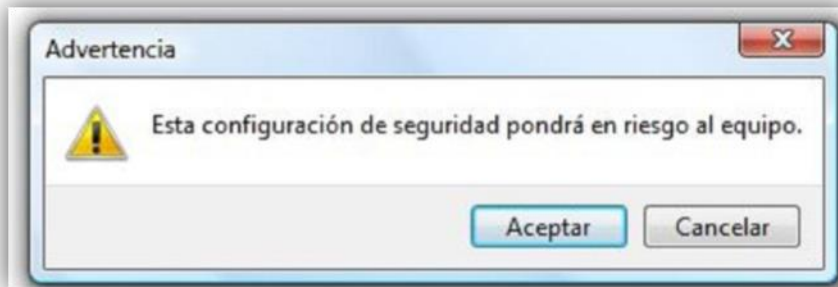 Advertencia
Esta configuración de seguridad pondrá en riesgo al equipo.
Aceptar Cancelar